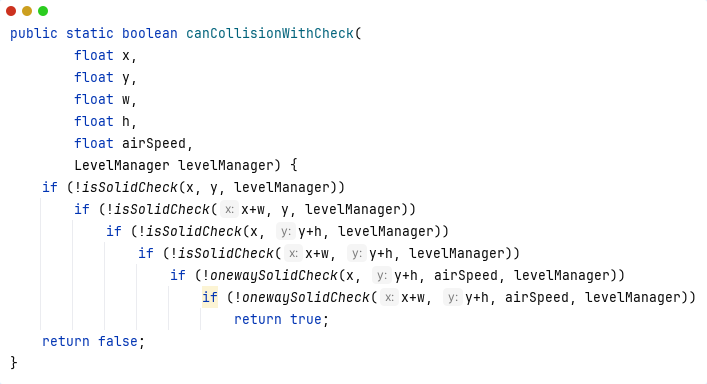 public static boolean canCollisionWithCheck(
        float x,
        float y,
        float w,
        float h,
        float airSpeed,
        LevelManager levelManager) {
    if (!isSolidCheck(x, y, levelManager))
        if (!isSolidCheck( x: x+w, y, levelManager))
            if (!isSolidCheck(x, y: y+h, levelManager))
                if (!isSolidCheck( x: x+w, y: y+h, levelManager))
                    if (!onewaySolidCheck(x, y: y+h, airSpeed, levelManager))
                        if (!onewaySolidCheck( x: x+w, y: y+h, airSpeed, levelManager))
                            return true;
    return false;
}